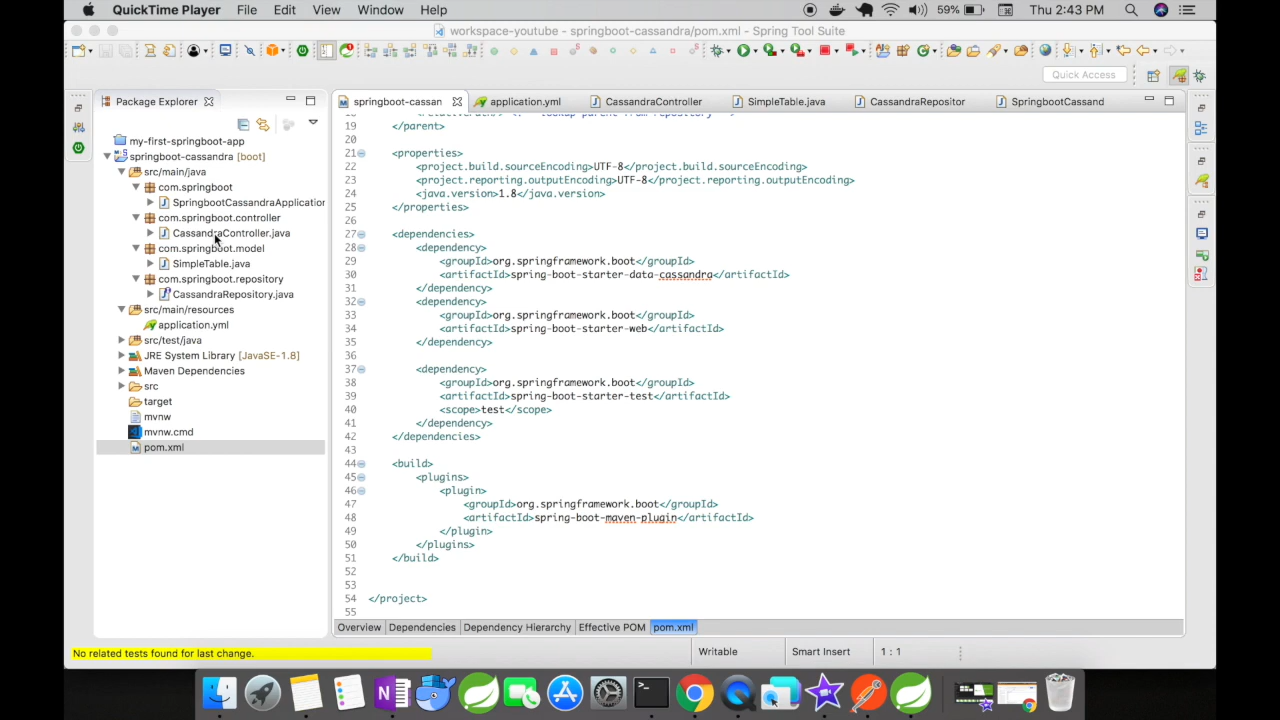 QuickTime Player File Edit View Window Help 59% Thu 2:43 PM
workspace-youtube - springboot-cassandra/pom.xml - Spring Tool Suite
Quick Access
Package Explorer
springboot-cassan application.yml CassandraController SimpleTable.java CassandraRepositor SpringbootCassand
my-first-springboot-app
springboot-cassandra [boot]
src/main/java
com.springboot
SpringbootCassandraApplication
com.springboot.controller
CassandraController.java
com.springboot.model
SimpleTable.java
com.springboot.repository
CassandraRepository.java
src/main/resources
application.yml
src/test/java
JRE System Library [JavaSE-1.8]
Maven Dependencies
src
target
mvnw
mvnw.cmd
pom.xml
19 </parent>
20
21 <properties>
22 <project.build.sourceEncoding>UTF-8</project.build.sourceEncoding>
23 <project.reporting.outputEncoding>UTF-8</project.reporting.outputEncoding>
24 <java.version>1.8</java.version>
25 </properties>
26
27 <dependencies>
28 <dependency>
29 <groupId>org.springframework.boot</groupId>
30 <artifactId>spring-boot-starter-data-cassandra</artifactId>
31 </dependency>
32 <dependency>
33 <groupId>org.springframework.boot</groupId>
34 <artifactId>spring-boot-starter-web</artifactId>
35 </dependency>
36
37 <dependency>
38 <groupId>org.springframework.boot</groupId>
39 <artifactId>spring-boot-starter-test</artifactId>
40 <scope>test</scope>
41 </dependency>
42 </dependencies>
43
44 <build>
45 <plugins>
46 <plugin>
47 <groupId>org.springframework.boot</groupId>
48 <artifactId>spring-boot-maven-plugin</artifactId>
49 </plugin>
50 </plugins>
51 </build>
52
53
54 </project>
55
Overview Dependencies Dependency Hierarchy Effective POM pom.xml
No related tests found for last change. Writable Smart Insert 1 : 1